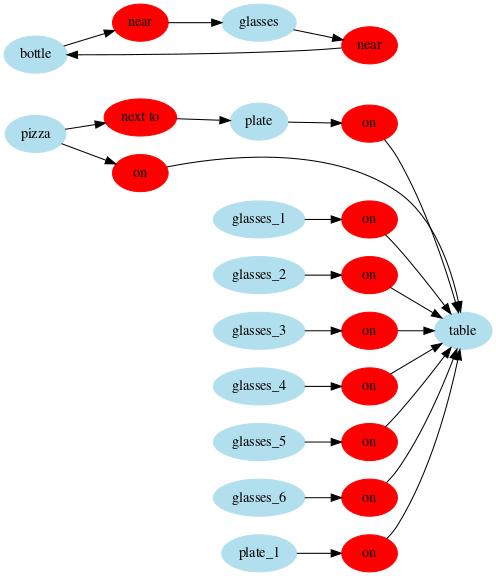 near
glasses
bottle
near
next to
plate
on
pizza
on
glasses_1
on
glasses_2
on
glasses_3
on
table
glasses_4
on
glasses_5
on
glasses_6
on
plate_1
on